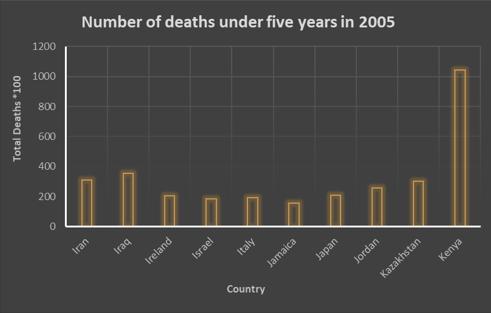 Number of deaths under five years in 2005
Total Deaths *100
1200
1000
800
600
400
200
0
Iran
Iraq
Ireland
Israel
Italy
Jamaica
Japan
Jordan
Kazakhstan
Kenya
Country